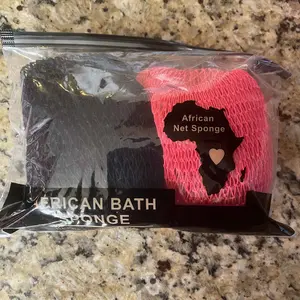 African
Net Sponge
AFRICAN BATH
SPONGE